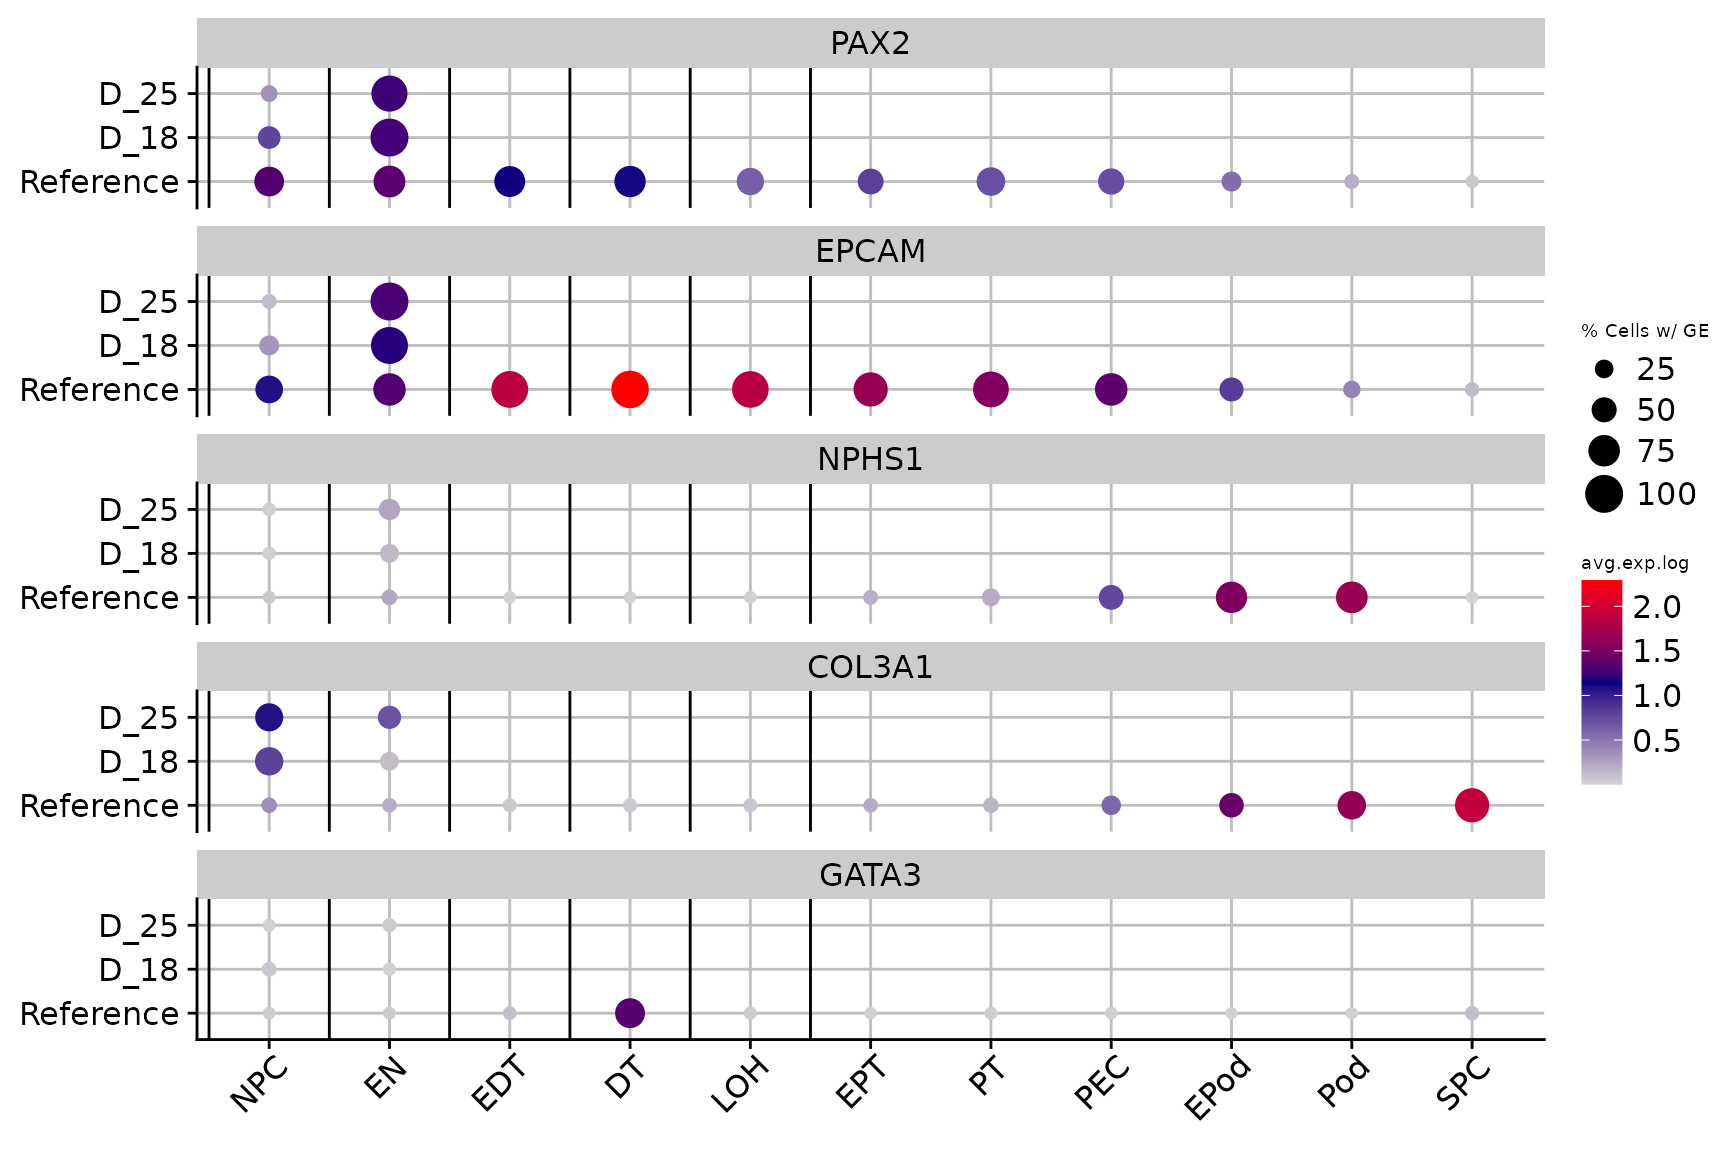 PAX2
D_25
D_18
Reference
EPCAM
D_25
D_18
Reference
NPHS1
D_25
D_18
Reference
COL3A1
D_25
D_18
Reference
GATA3
D_25
D_18
Reference
NPC EN EDT DT LOH EPT PT PEC EPod Pod SPC
% Cells w/ GE
25
50
75
100
avg.exp.log
2.0
1.5
1.0
0.5